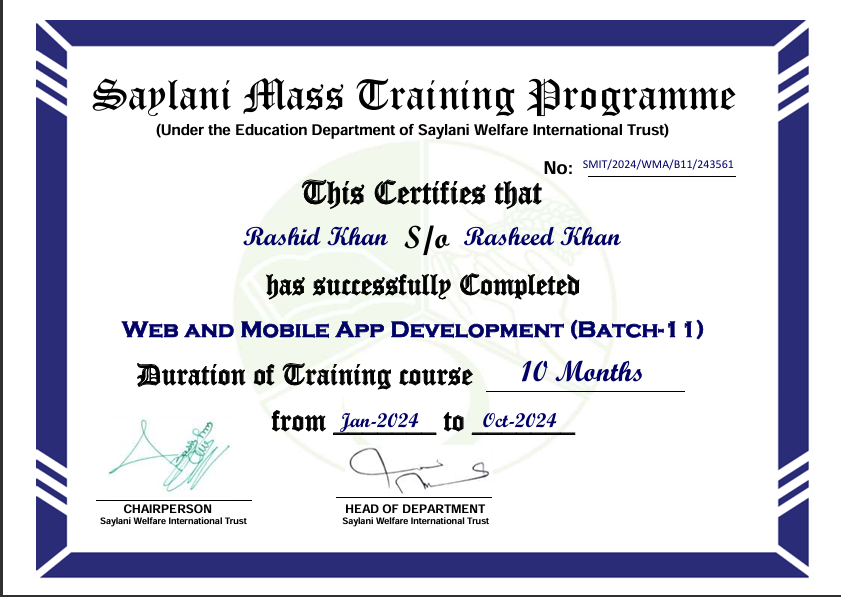 Saylani Mass Training Programme
(Under the Education Department of Saylani Welfare International Trust)
No: SMIT/2024/WMA/B11/243561
This Certifies that
Rashid Khan S/o Rasheed Khan
has successfully Completed
Web and Mobile App Development (Batch-11)
Duration of Training course 10 Months
from Jan-2024 to Oct-2024
CHAIRPERSON
Saylani Welfare International Trust
HEAD OF DEPARTMENT
Saylani Welfare International Trust